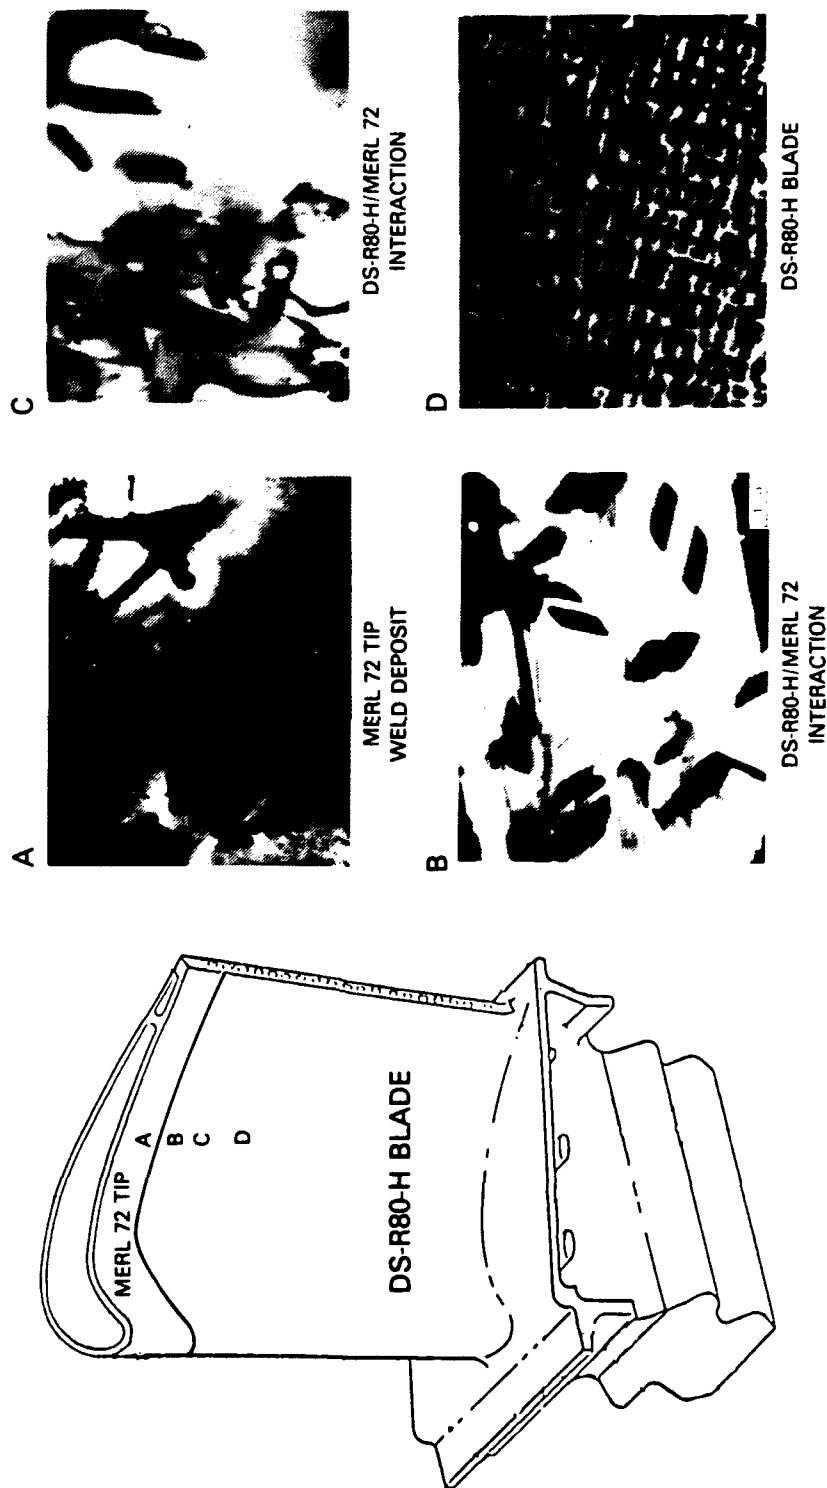 MERL 72 TIP
A
B
C
D
DS-R80-H BLADE
A
MERL 72 TIP
WELD DEPOSIT
C
DS-R80-H/MERL 72
INTERACTION
B
DS-R80-H/MERL 72
INTERACTION
D
DS-R80-H BLADE